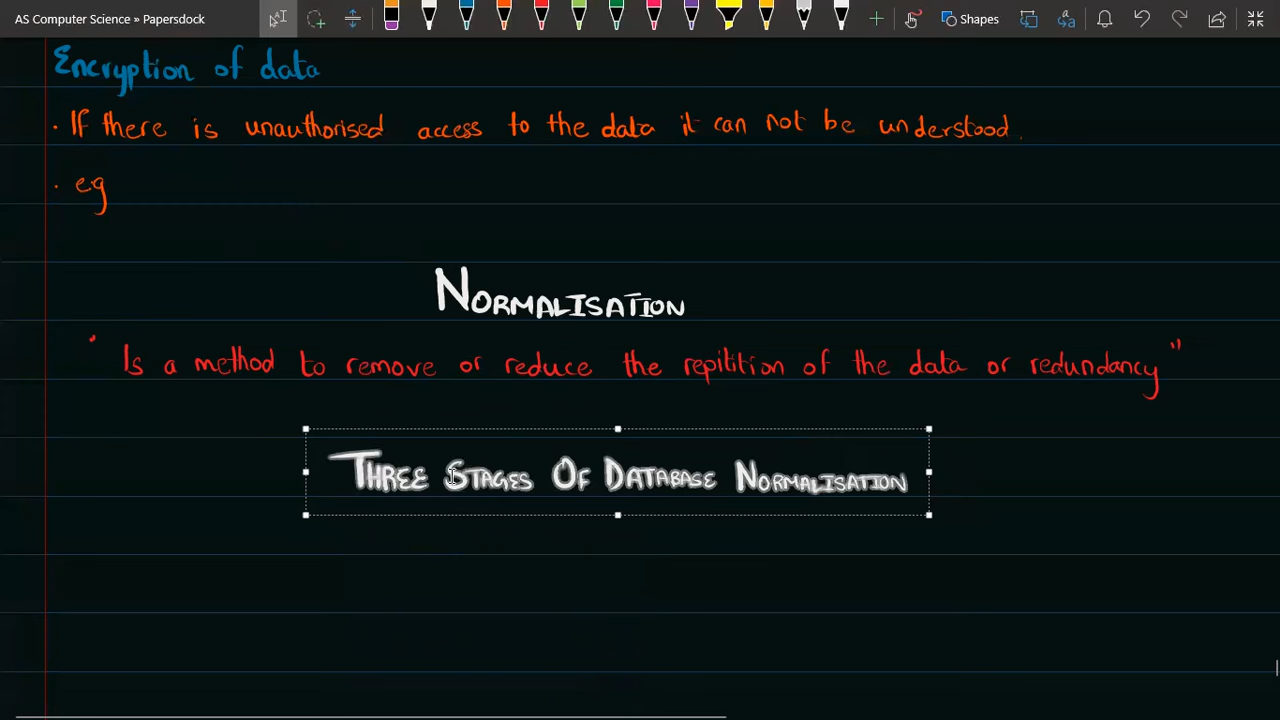 AS Computer Science » Papersdock
Shapes
Encryption of data
· If there is unauthorised access to the data it can not be understood.
· eg
NORMALISATION
" Is a method to remove or reduce the repitition of the data or redundancy "
THREE STAGES OF DATABASE NORMALISATION